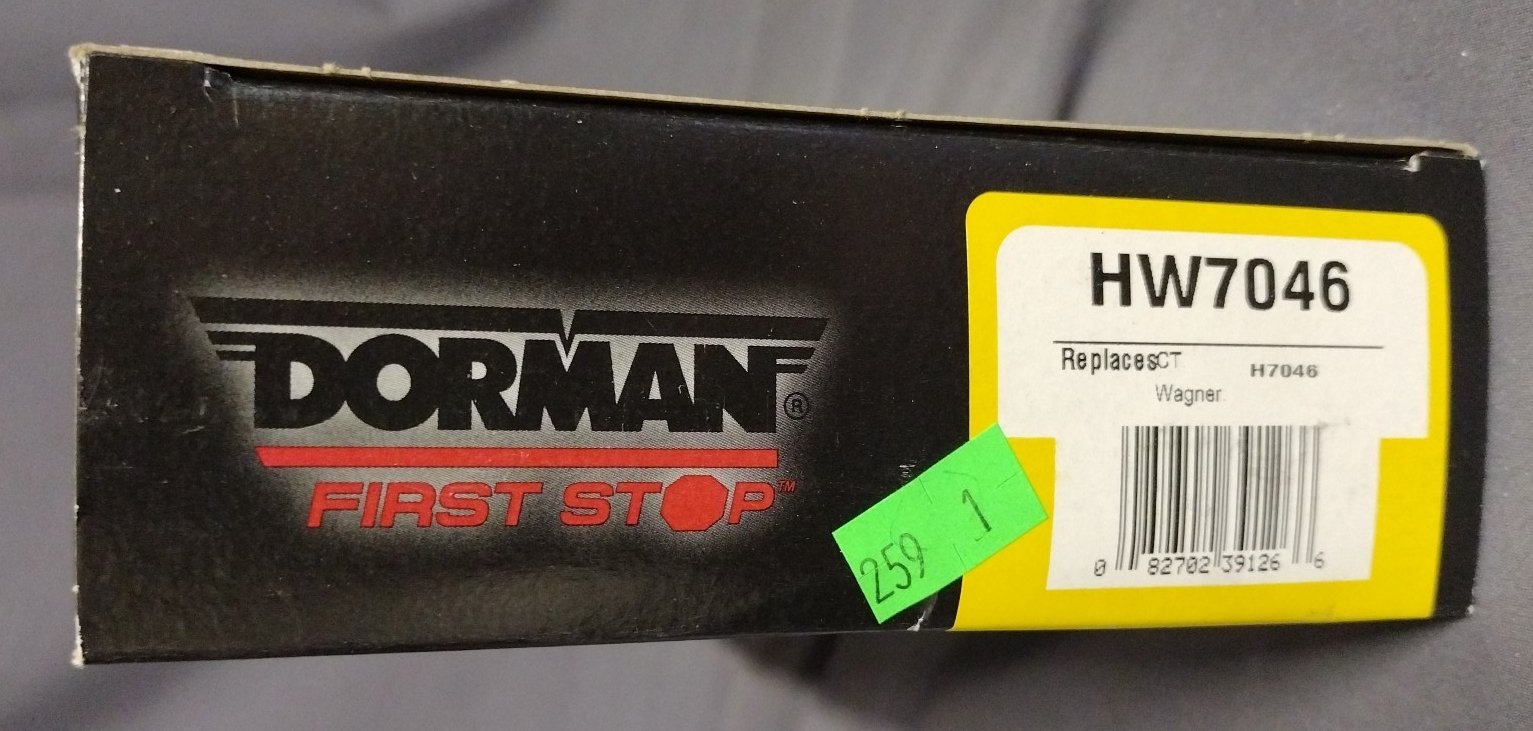 DORMAN®
FIRST STOP™
HW7046
ReplacesCT H7046
Wagner.
0 82702 39126 6
259 1